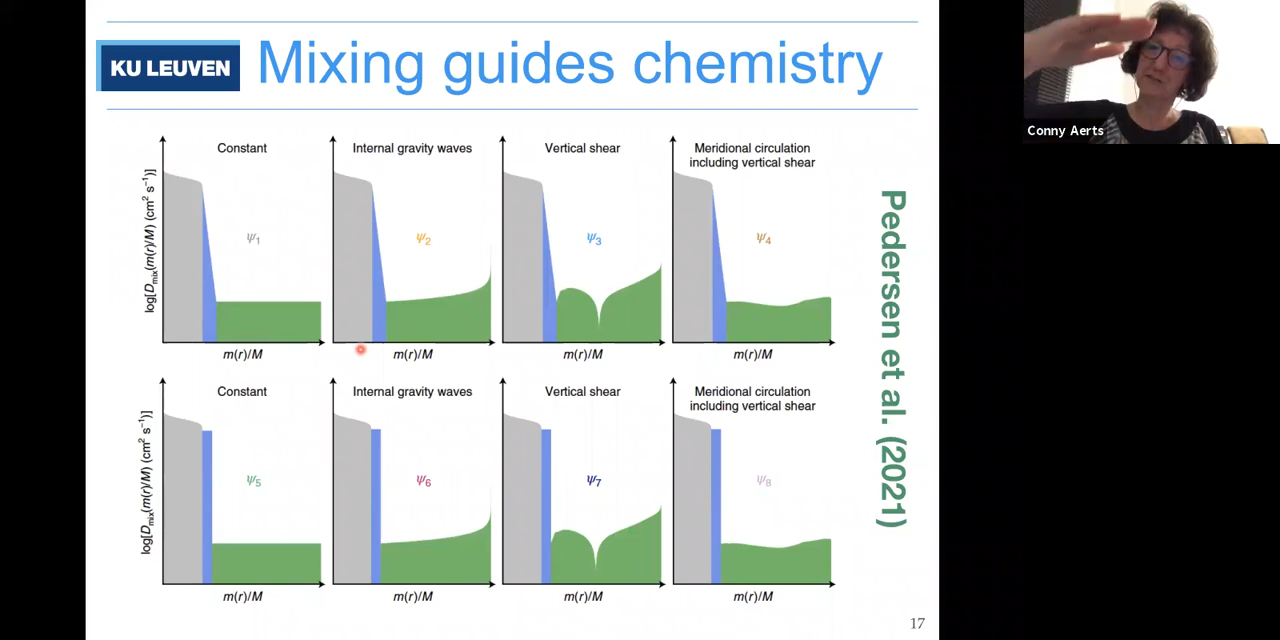 KU LEUVEN
Mixing guides chemistry
Conny Aerts
Constant
Internal gravity waves
Vertical shear
Meridional circulation
including vertical shear
log[D_mix(m(r)/M) (cm² s⁻¹)]
ψ₁
ψ₂
ψ₃
ψ₄
m(r)/M
m(r)/M
m(r)/M
m(r)/M
Constant
Internal gravity waves
Vertical shear
Meridional circulation
including vertical shear
log[D_mix(m(r)/M) (cm² s⁻¹)]
ψ₅
ψ₆
ψ₇
ψ₈
m(r)/M
m(r)/M
m(r)/M
m(r)/M
Pedersen et al. (2021)
17